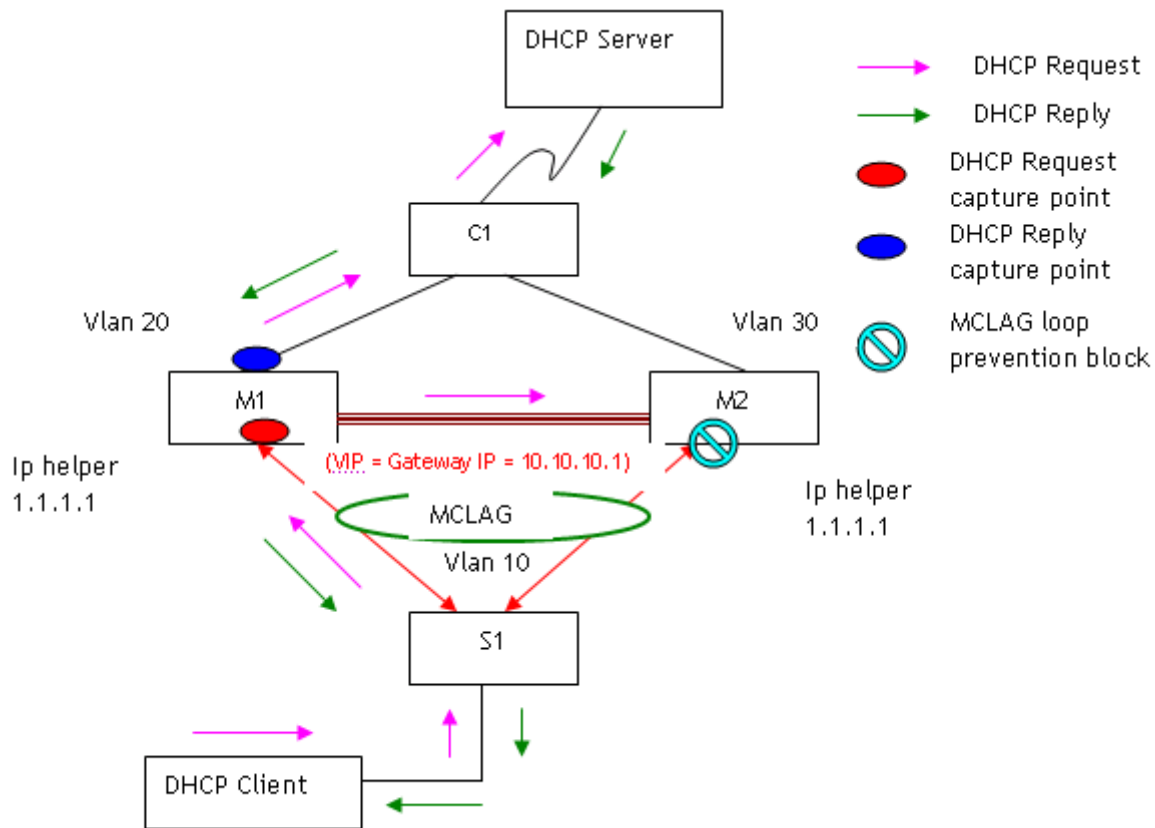 DHCP Server
DHCP Request
DHCP Reply
DHCP Request
capture point
DHCP Reply
capture point
MCLAG loop
prevention block
C1
Vlan 20
Vlan 30
M1
M2
(VIP = Gateway IP = 10.10.10.1)
Ip helper
1.1.1.1
Ip helper
1.1.1.1
MCLAG
Vlan 10
S1
DHCP Client